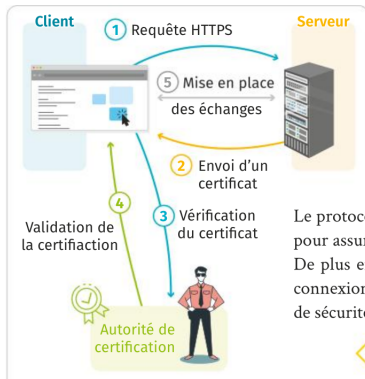 Client
Serveur
1 Requête HTTPS
5 Mise en place
des échanges
2 Envoi d'un
certificat
4
3 Vérification
du certificat
Validation de
la certifiaction
Autorité de
certification
Le protoc
pour assur
De plus e
connexion
de sécurit